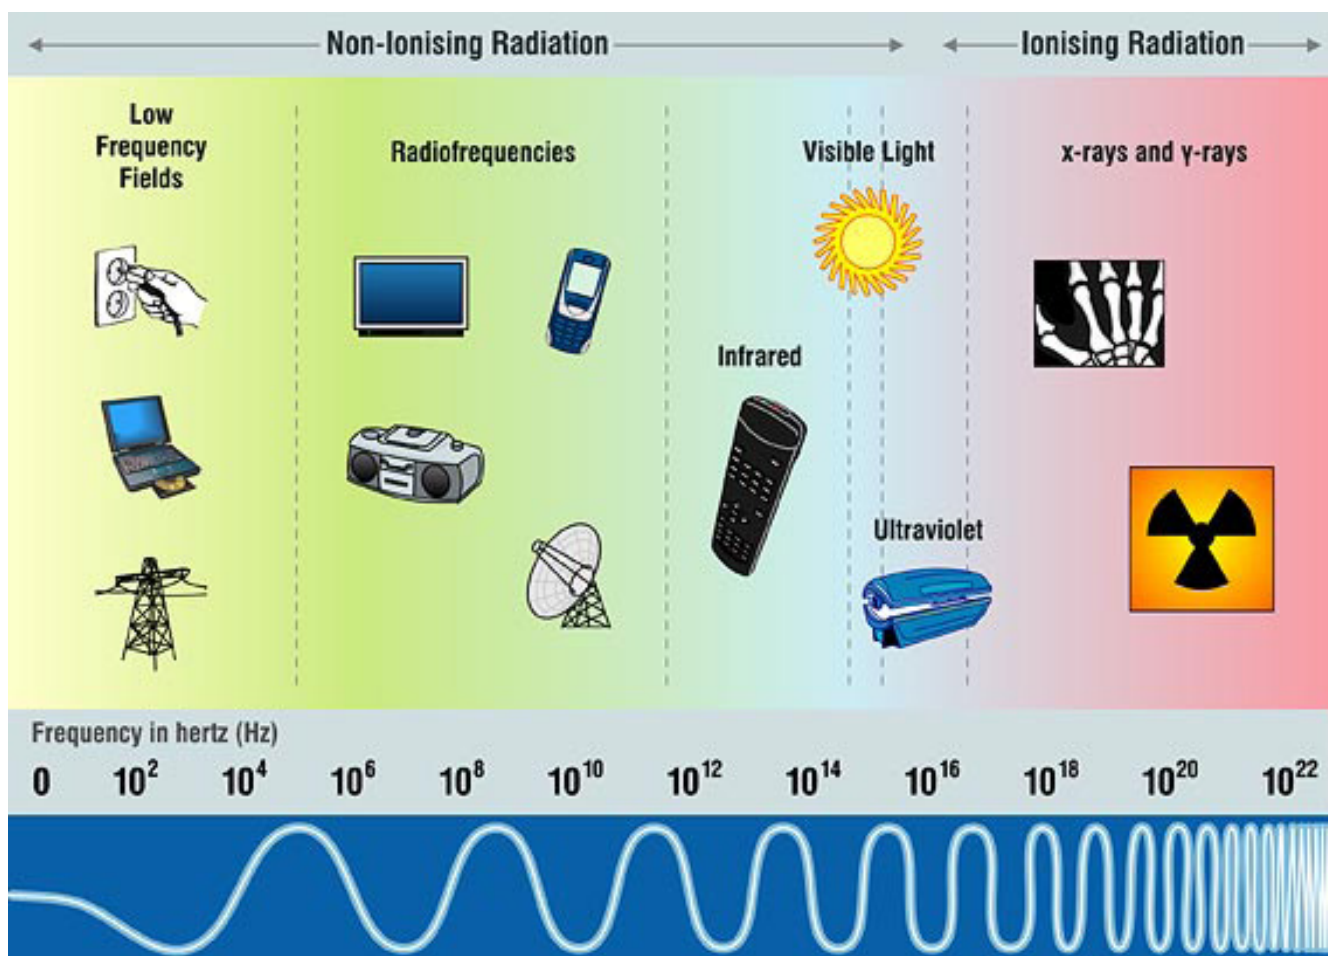 Non-Ionising Radiation
Ionising Radiation
Low
Frequency
Fields
Radiofrequencies
Visible Light
x-rays and γ-rays
Infrared
Ultraviolet
Frequency in hertz (Hz)
0 10² 10⁴ 10⁶ 10⁸ 10¹⁰ 10¹² 10¹⁴ 10¹⁶ 10¹⁸ 10²⁰ 10²²